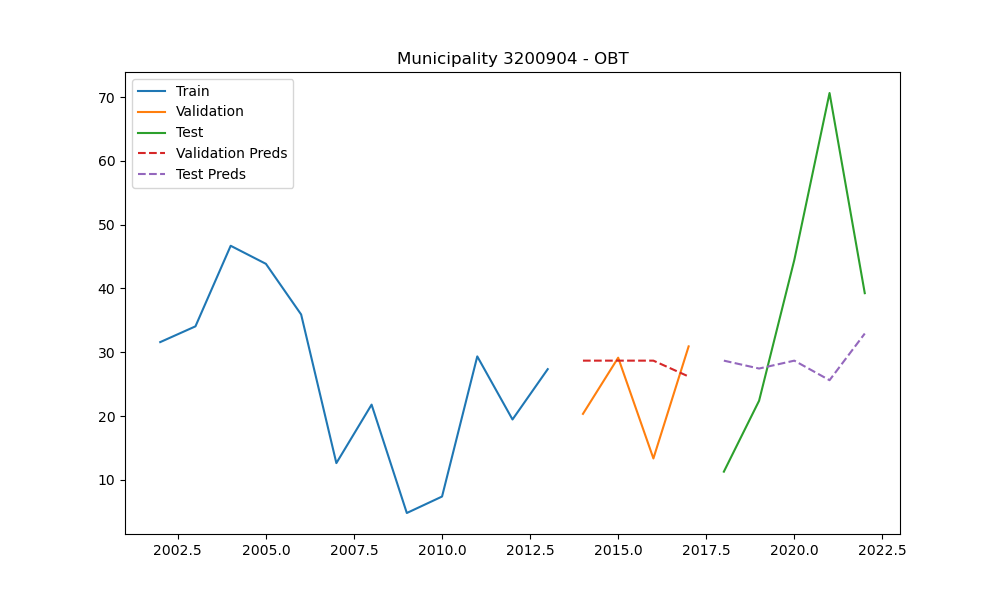 Municipality 3200904 - OBT
Train
Validation
Test
Validation Preds
Test Preds
70
60
50
40
30
20
10
2002.5 2005.0 2007.5 2010.0 2012.5 2015.0 2017.5 2020.0 2022.5